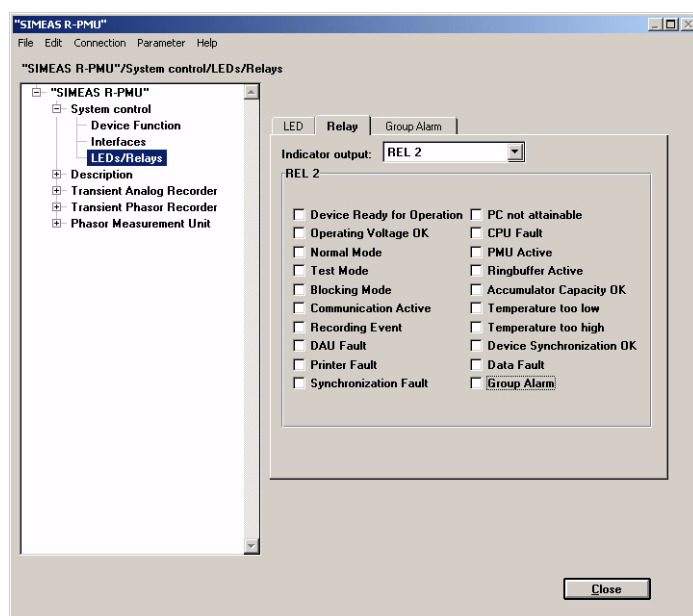 "SIMEAS R-PMU"
File Edit Connection Parameter Help
"SIMEAS R-PMU"/System control/LEDs/Relays
"SIMEAS R-PMU"
System control
Device Function
Interfaces
LEDs/Relays
Description
Transient Analog Recorder
Transient Phasor Recorder
Phasor Measurement Unit
LED Relay Group Alarm
Indicator output: REL 2
REL 2
Device Ready for Operation PC not attainable
Operating Voltage OK CPU Fault
Normal Mode PMU Active
Test Mode Ringbuffer Active
Blocking Mode Accumulator Capacity OK
Communication Active Temperature too low
Recording Event Temperature too high
DAU Fault Device Synchronization OK
Printer Fault Data Fault
Synchronization Fault Group Alarm
Close